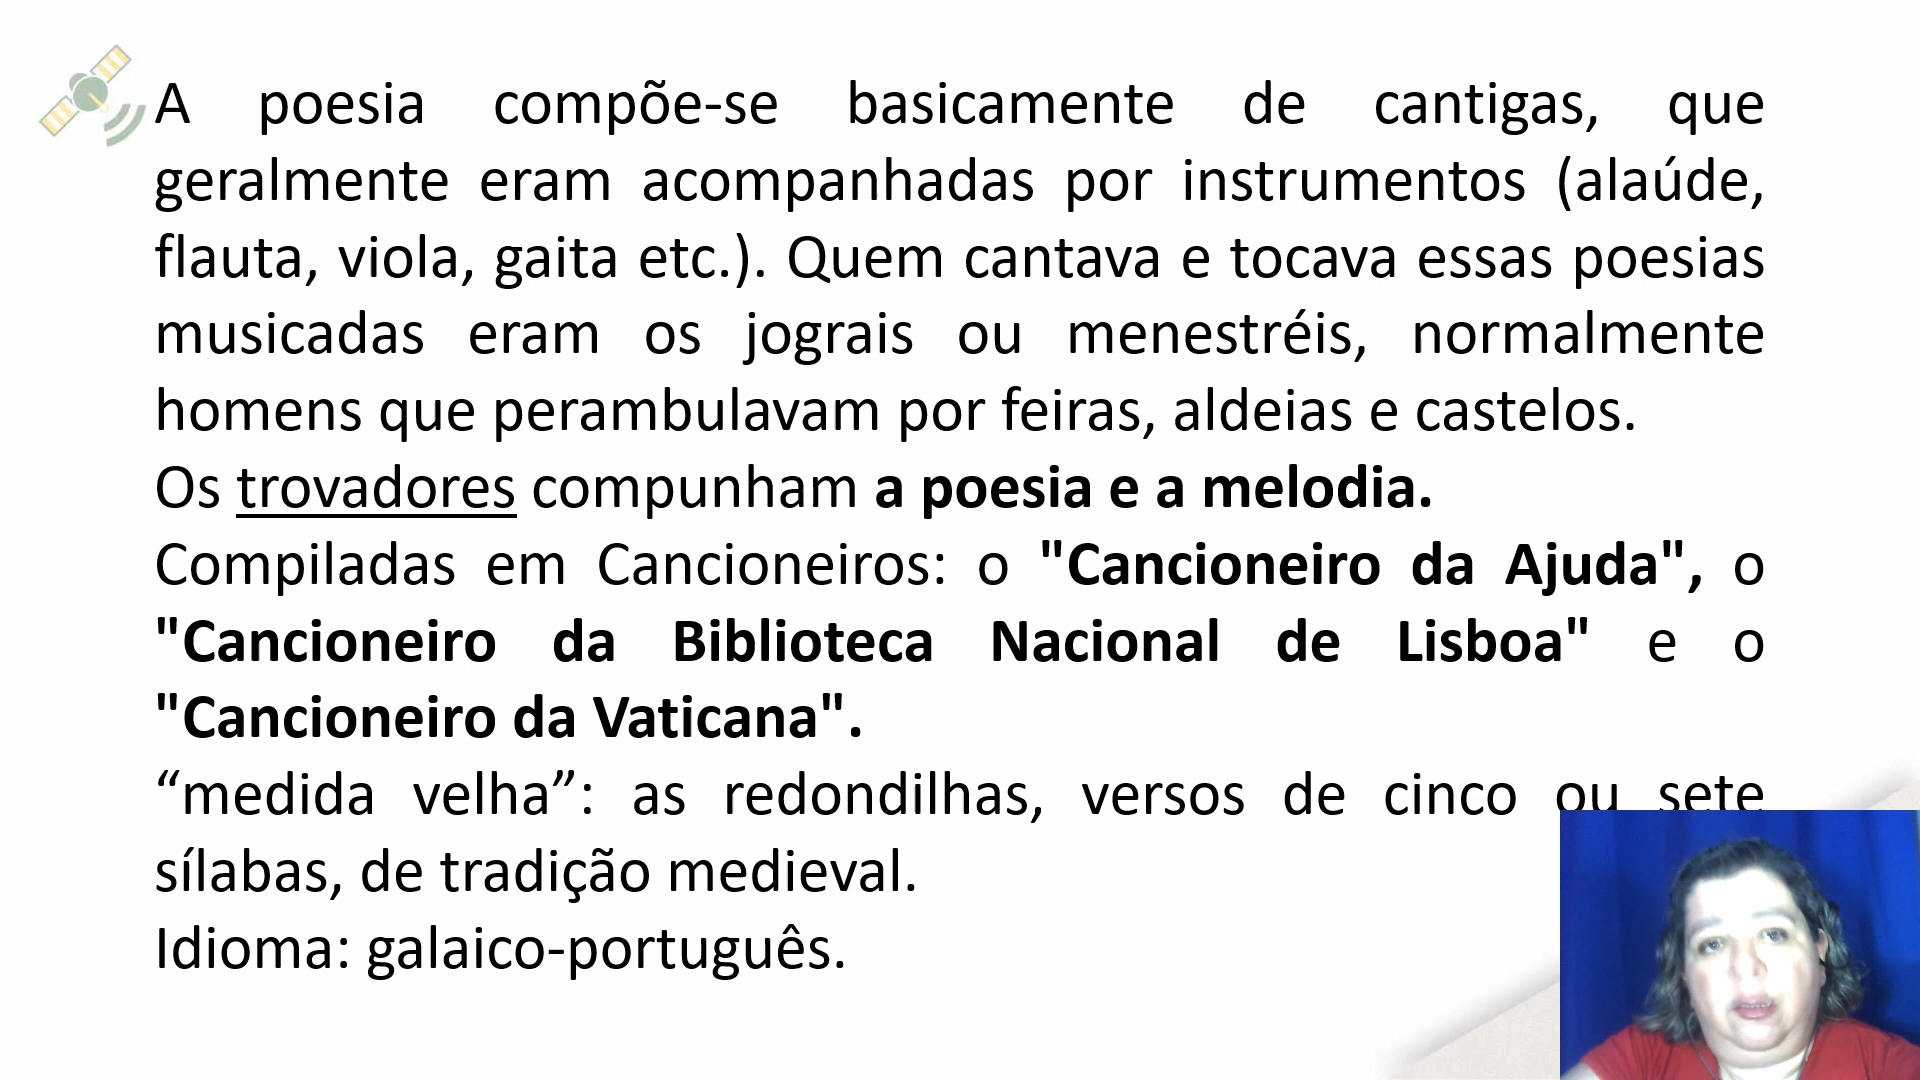 A poesia compõe-se basicamente de cantigas, que
geralmente eram acompanhadas por instrumentos (alaúde,
flauta, viola, gaita etc.). Quem cantava e tocava essas poesias
musicadas eram os jograis ou menestréis, normalmente
homens que perambulavam por feiras, aldeias e castelos.
Os trovadores compunham a poesia e a melodia.
Compiladas em Cancioneiros: o "Cancioneiro da Ajuda", o
"Cancioneiro da Biblioteca Nacional de Lisboa" e o
"Cancioneiro da Vaticana".
“medida velha”: as redondilhas, versos de cinco ou sete
sílabas, de tradição medieval.
Idioma: galaico-português.